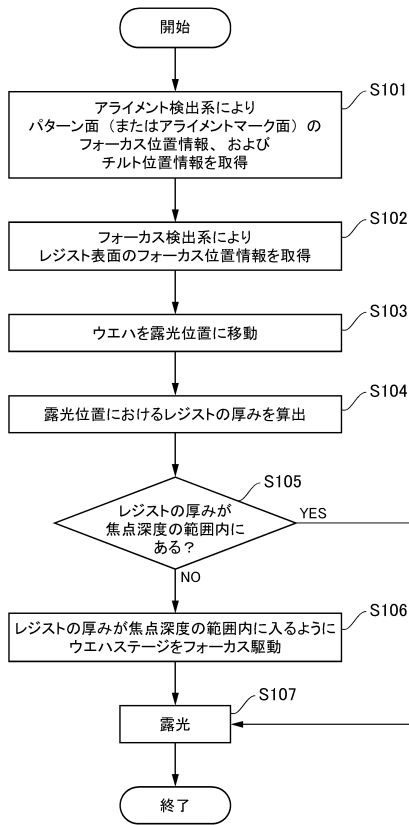 開始
S101
アライメント検出系により
パターン面（またはアライメントマーク面）の
フォーカス位置情報、および
チルト位置情報を取得
S102
フォーカス検出系により
レジスト表面のフォーカス位置情報を取得
S103
ウエハを露光位置に移動
S104
露光位置におけるレジストの厚みを算出
S105
レジストの厚みが
焦点深度の範囲内に
ある？
YES
NO
S106
レジストの厚みが焦点深度の範囲内に入るように
ウエハステージをフォーカス駆動
S107
露光
終了